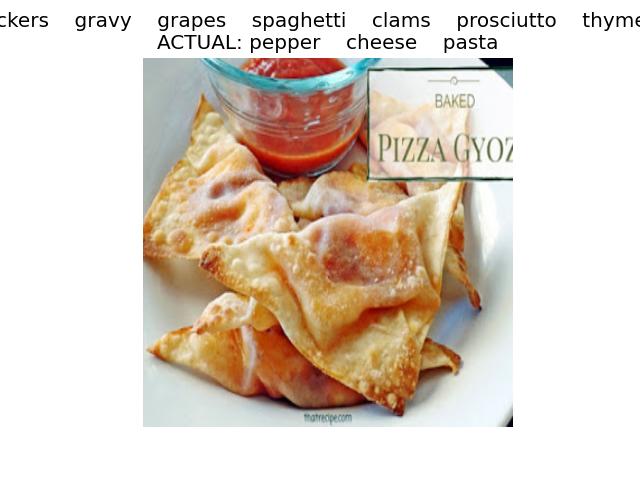 ckers gravy grapes spaghetti clams prosciutto thyme
ACTUAL: pepper cheese pasta
BAKED
PIZZA GYOZ
thatrecipe.com